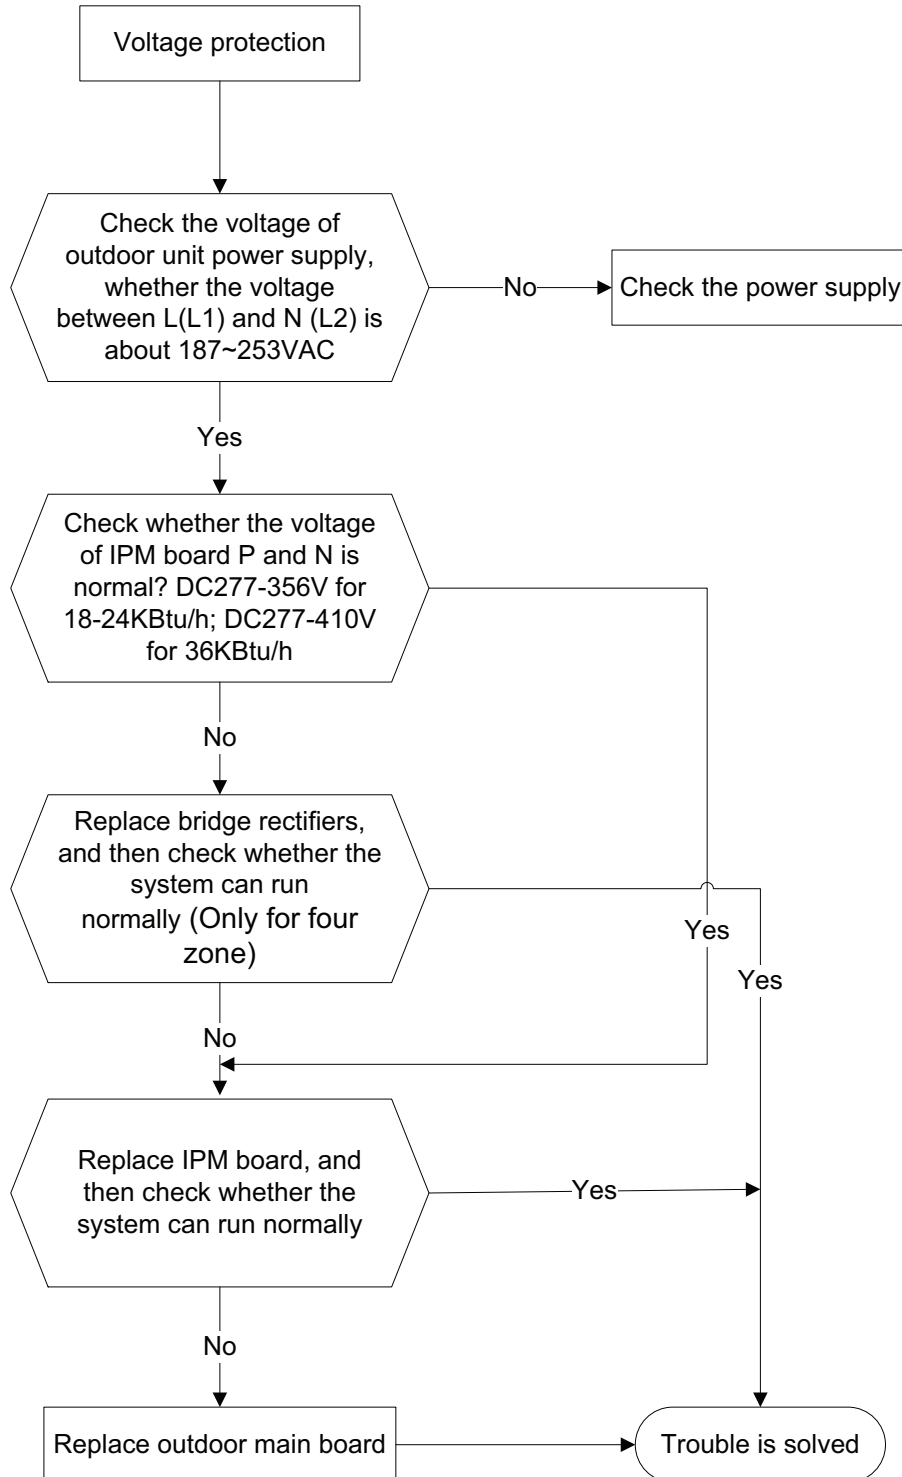 Voltage protection
Check the voltage of
outdoor unit power supply,
whether the voltage
between L(L1) and N (L2) is
about 187~253VAC
No
Check the power supply
Yes
Check whether the voltage
of IPM board P and N is
normal? DC277-356V for
18-24KBtu/h; DC277-410V
for 36KBtu/h
No
Replace bridge rectifiers,
and then check whether the
system can run
normally (Only for four
zone)
Yes
Yes
No
Replace IPM board, and
then check whether the
system can run normally
Yes
No
Replace outdoor main board
Trouble is solved